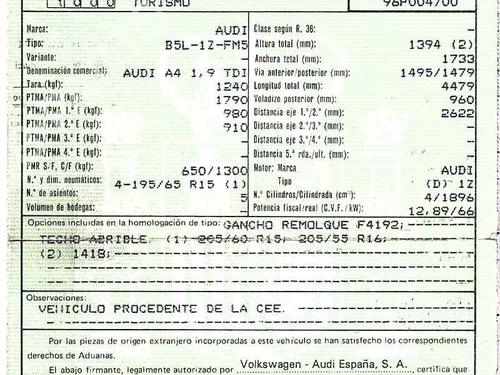 TURISMO 96P004700
Marca: AUDI Clase según R. 36: —
Tipo: B5L-1Z-FM5 Altura total (mm): 1394 (2)
Variante: — Anchura total (mm): 1733
Denominación comercial: AUDI A4 1,9 TDI Vía anterior/posterior (mm): 1495/1479
Tara (kgf): 1240 Longitud total (mm): 4479
PTMA/PMA (kgf): 1790 Voladizo posterior (mm): 960
PTMA/PMA 1.° E (kgf): 980 Distancia eje 1.°/2.° (mm): 2622
PTMA/PMA 2.° E (kgf): 910 Distancia eje 2.°/3.° (mm): —
PTMA/PMA 3.° E (kgf): — Distancia eje 3.°/4.° (mm): —
PTMA/PMA 4.° E (kgf): — Distancia 5.ª rda./ult. (mm): —
PMR S/F, C/F (kgf): 650/1300 Motor: Marca AUDI
N.° y dim. neumáticos: 4-195/65 R15 (1) Tipo (D) 1Z
N.° de asientos: 5 N.° Cilindros/Cilindrada (cm³): 4/1896
Volumen de bodegas: — Potencia fiscal/real (C.V.F./kW): 12,89/66
Opciones incluidas en la homologación de tipo: GANCHO REMOLQUE F4192;
TECHO ABRIBLE. (1) 205/60 R15; 205/55 R16;
(2) 1418;
Observaciones:
VEHICULO PROCEDENTE DE LA CEE.
Por las piezas de origen extranjero incorporadas a este vehículo se han satisfecho los correspondientes
derechos de Aduanas.
El abajo firmante, legalmente autorizado por Volkswagen - Audi España, S. A. certifica que